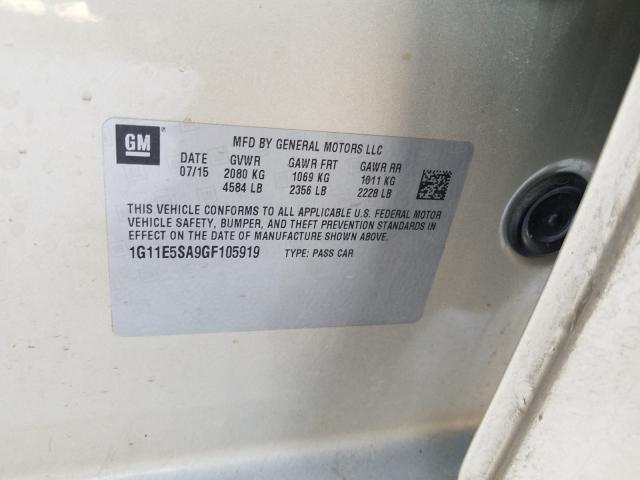 GM
MFD BY GENERAL MOTORS LLC
DATE GVWR GAWR FRT GAWR RR
07/15 2080 KG 1069 KG 1011 KG
4584 LB 2356 LB 2228 LB
THIS VEHICLE CONFORMS TO ALL APPLICABLE U.S. FEDERAL MOTOR
VEHICLE SAFETY, BUMPER, AND THEFT PREVENTION STANDARDS IN
EFFECT ON THE DATE OF MANUFACTURE SHOWN ABOVE.
1G11E5SA9GF105919 TYPE: PASS CAR